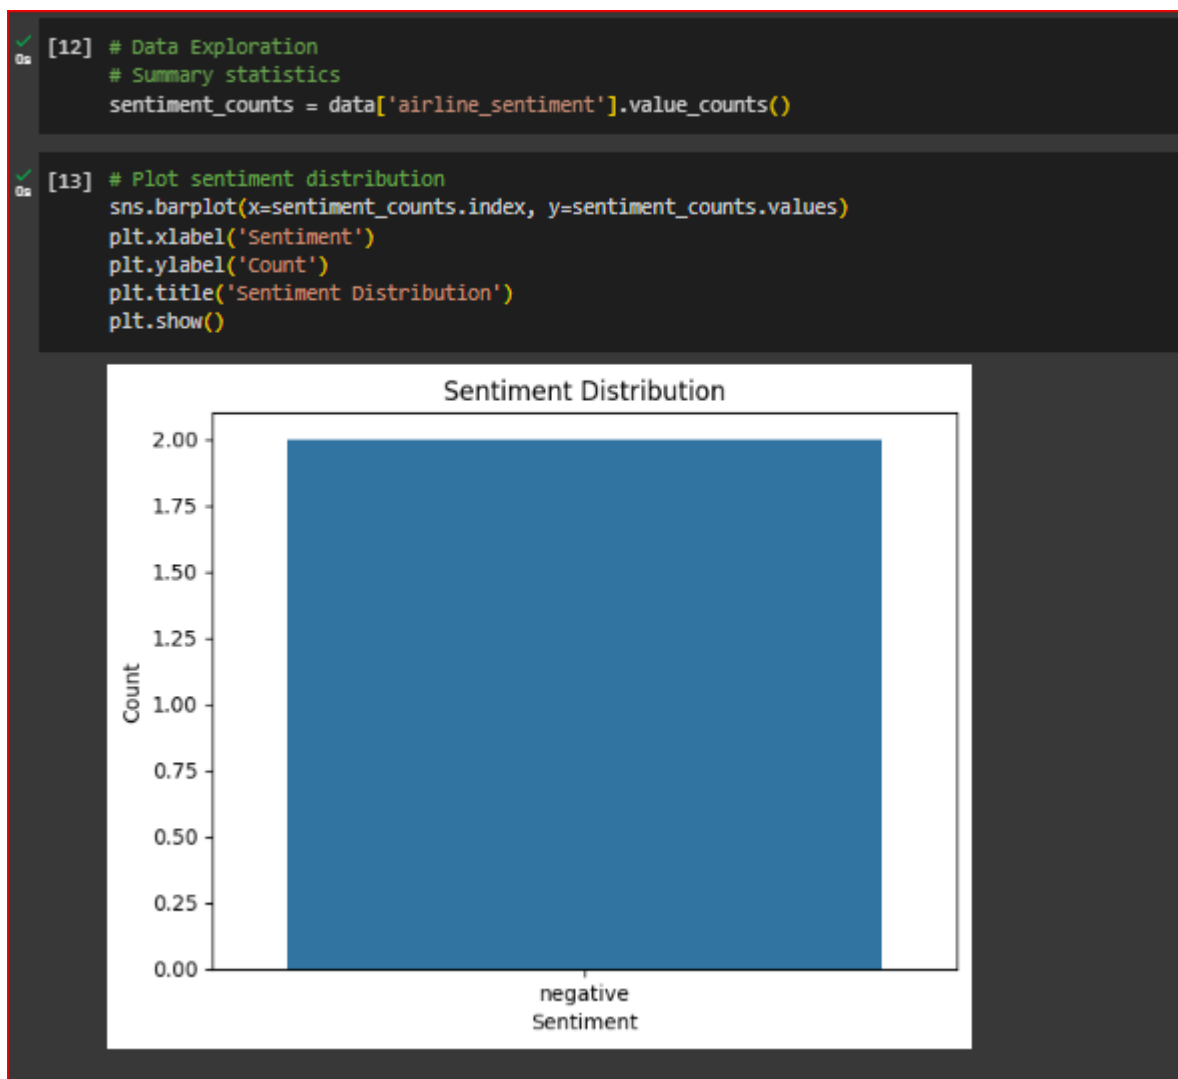 [12] # Data Exploration
# Summary statistics
sentiment_counts = data['airline_sentiment'].value_counts()
0s
[13] # Plot sentiment distribution
sns.barplot(x=sentiment_counts.index, y=sentiment_counts.values)
plt.xlabel('Sentiment')
plt.ylabel('Count')
plt.title('Sentiment Distribution')
plt.show()
0s
Sentiment Distribution
2.00
1.75
1.50
1.25
1.00
0.75
0.50
0.25
0.00
Count
negative
Sentiment